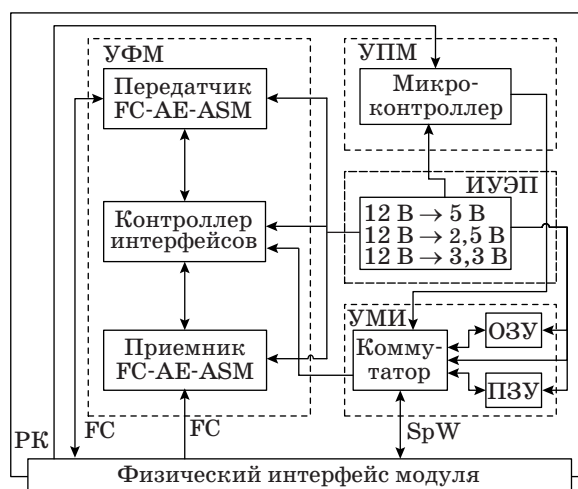 УФМ
Передатчик
FC-AE-ASM
Контроллер
интерфейсов
Приемник
FC-AE-ASM
УПМ
Микро-
контроллер
ИУЭП
12 В → 5 В
12 В → 2,5 В
12 В → 3,3 В
УМИ
Комму-
татор
ОЗУ
ПЗУ
РК
FC
FC
SpW
Физический интерфейс модуля